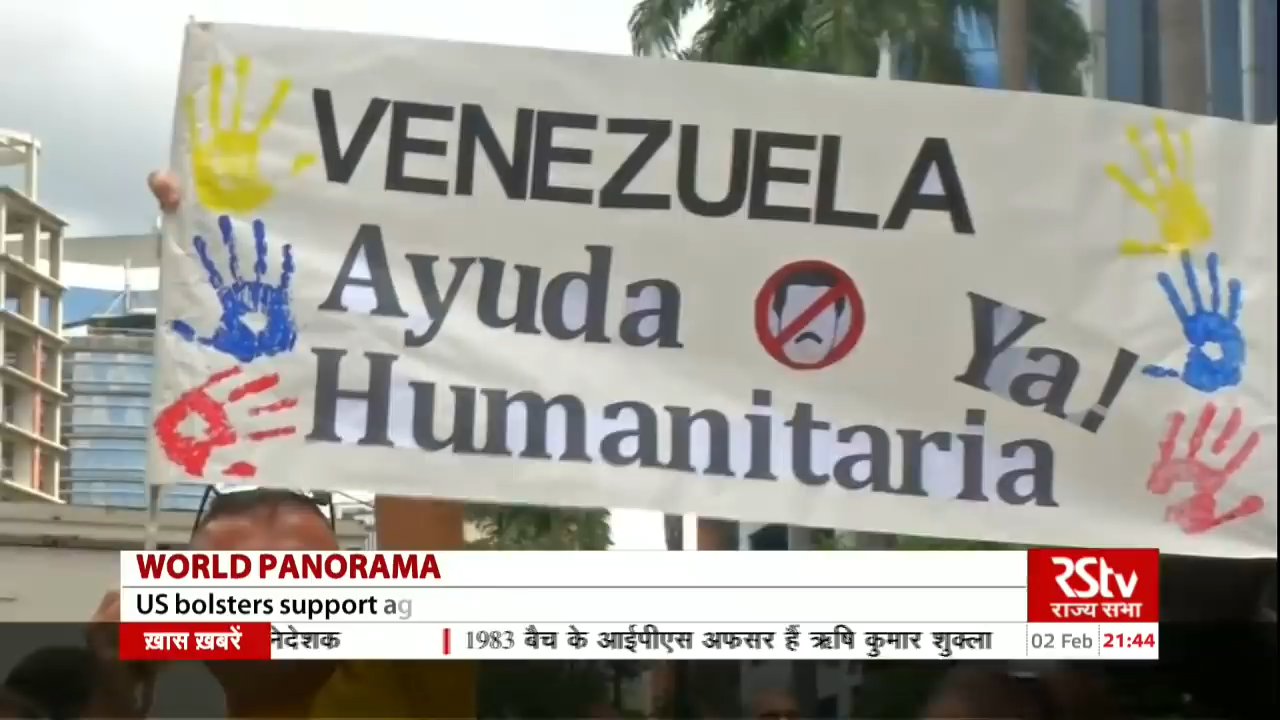 VENEZUELA
Ayuda Ya!
Humanitaria
WORLD PANORAMA
US bolsters support ag
RStv
राज्य सभा
ख़ास ख़बरें
1983 बैच के आईपीएस अफसर हैं ऋषि कुमार शुक्ला
02 Feb 21:44